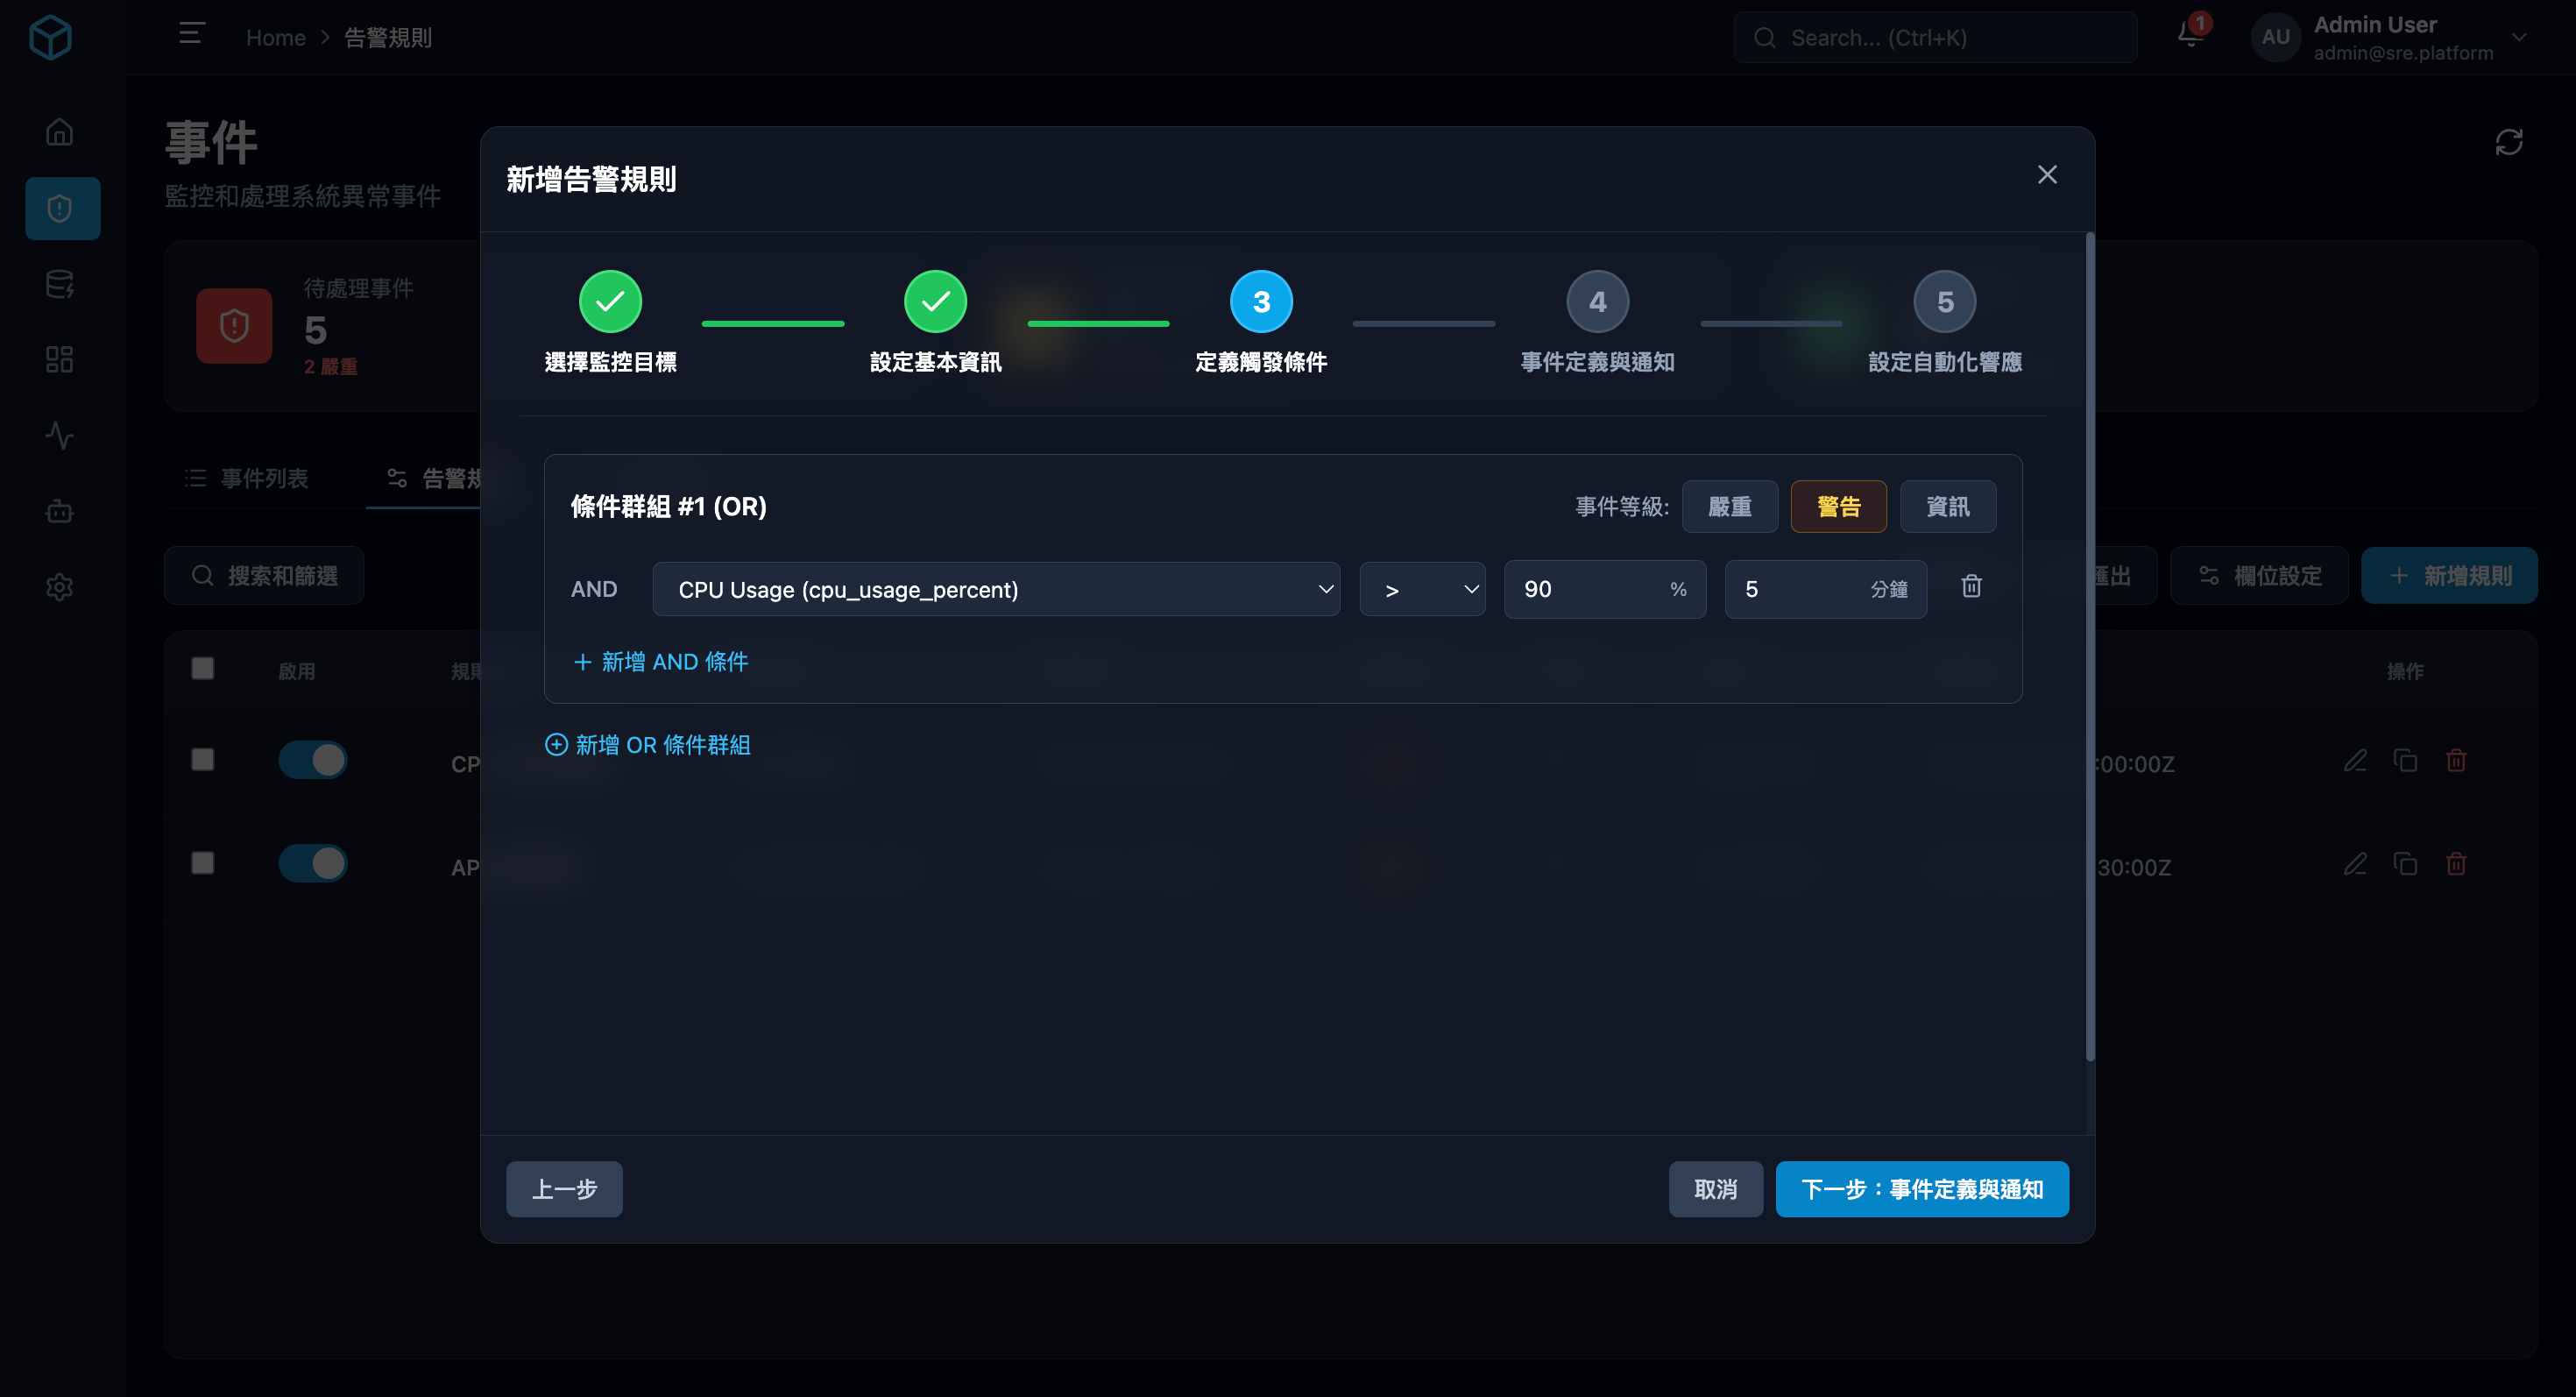 Home > 告警規則
Search... (Ctrl+K)
1
AU
Admin User
admin@sre.platform
事件
監控和處理系統異常事件
待處理事件
5
2 嚴重
事件列表
告警規
搜索和篩選
匯出
欄位設定
+ 新增規則
啟用
規則
操作
CP
:00:00Z
AP
30:00Z
新增告警規則
選擇監控目標
設定基本資訊
3
定義觸發條件
4
事件定義與通知
5
設定自動化響應
條件群組 #1 (OR)
事件等級:
嚴重
警告
資訊
AND
CPU Usage (cpu_usage_percent)
>
90 %
5 分鐘
+ 新增 AND 條件
新增 OR 條件群組
上一步
取消
下一步：事件定義與通知